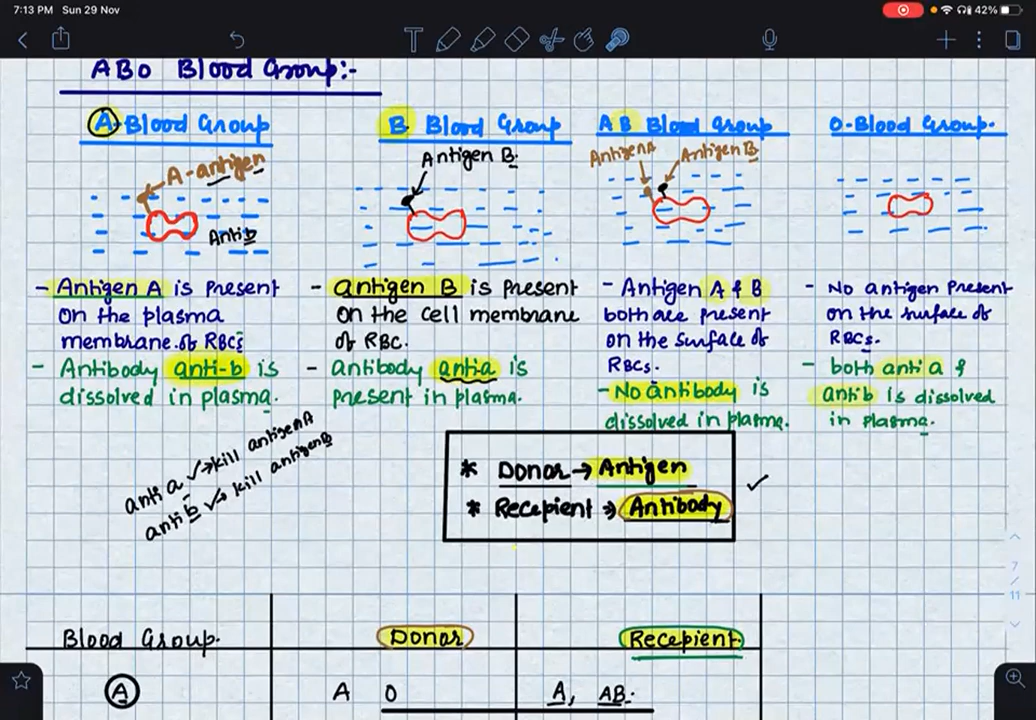 7:13 PM Sun 29 Nov
42%
ABO Blood Group:-
A-Blood Group
A-antigen
Antib
- Antigen A is present
on the plasma
membrane of RBCs
- Antibody anti-b is
dissolved in plasma.
anti a → kill antigen A
anti b → kill antigen B
B Blood Group
Antigen B.
- antigen B is present
on the cell membrane
of RBC.
- antibody antia is
present in plasma.
AB Blood Group
Antigen A
Antigen B
- Antigen A & B
both are present
on the surface of
RBCs.
- No antibody is
dissolved in plasma.
O-Blood Group.
- No antigen present
on the surface of
RBCs.
- both anti a &
antib is dissolved
in plasma.
* Donor → Antigen
* Recepient → Antibody
7
/
11
Blood Group. Donor Recepient
A A O A, AB.